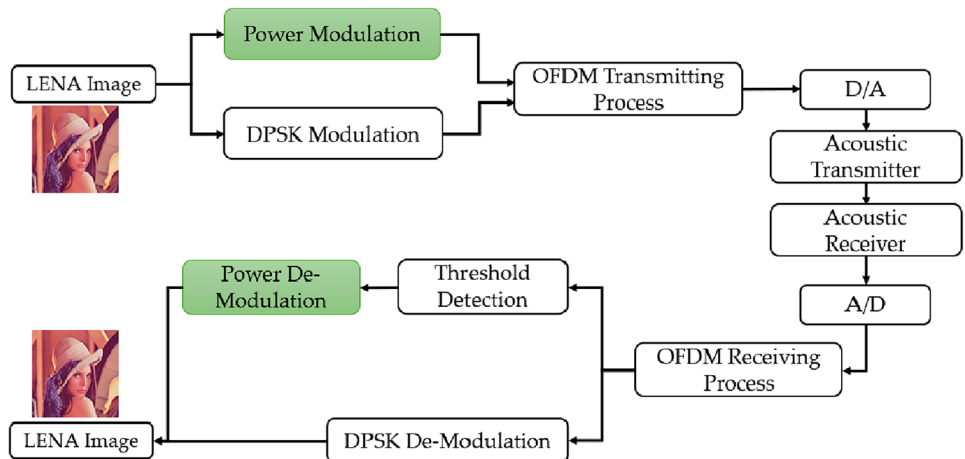 Power Modulation
LENA Image
DPSK Modulation
OFDM Transmitting
Process
D/A
Acoustic
Transmitter
Acoustic
Receiver
A/D
OFDM Receiving
Process
Threshold
Detection
Power De-
Modulation
DPSK De-Modulation
LENA Image